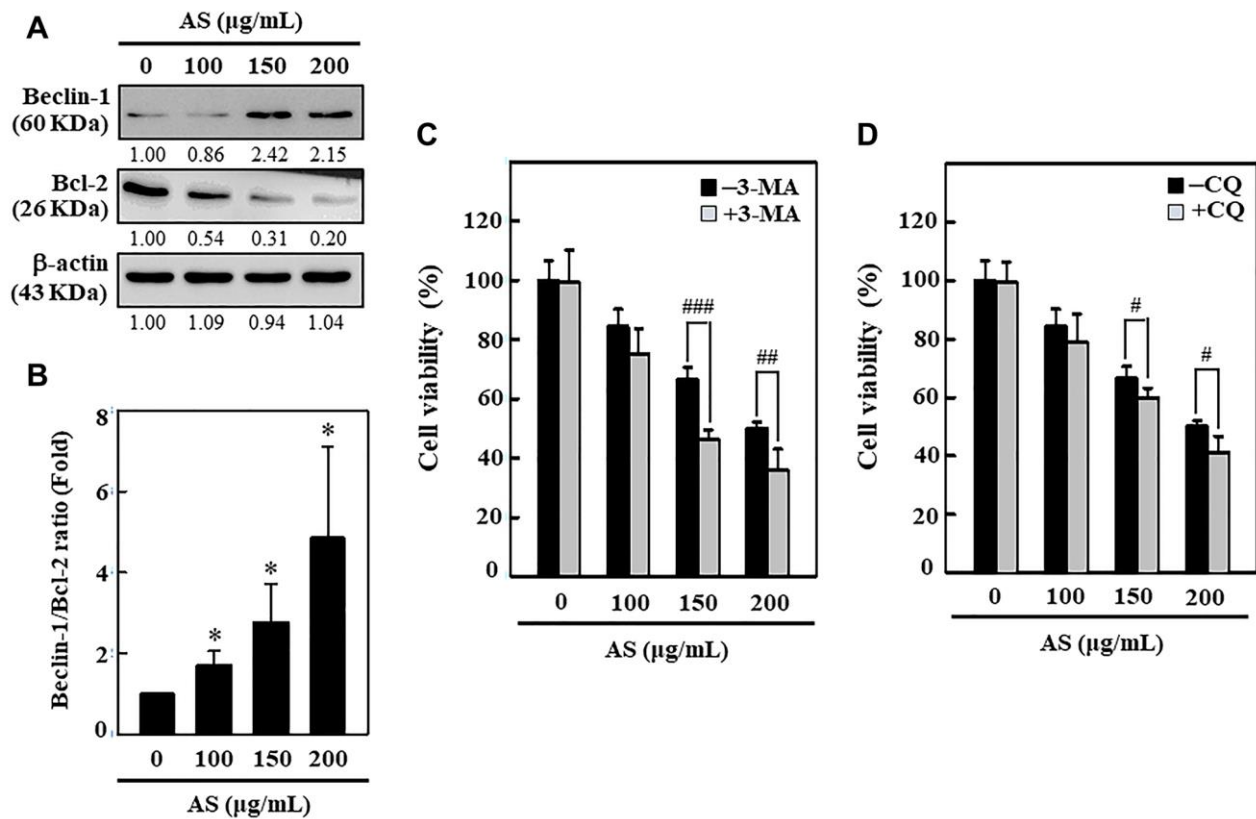 A
AS (μg/mL)
0 100 150 200
Beclin-1
(60 KDa)
1.00 0.86 2.42 2.15
Bcl-2
(26 KDa)
1.00 0.54 0.31 0.20
β-actin
(43 KDa)
1.00 1.09 0.94 1.04
B
Beclin-1/Bcl-2 ratio (Fold)
8
6
4
2
0
* * *
0 100 150 200
AS (μg/mL)
C
–3-MA
+3-MA
Cell viability (%)
120
100
80
60
40
20
0
### ##
0 100 150 200
AS (μg/mL)
D
–CQ
+CQ
Cell viability (%)
120
100
80
60
40
20
0
# #
0 100 150 200
AS (μg/mL)